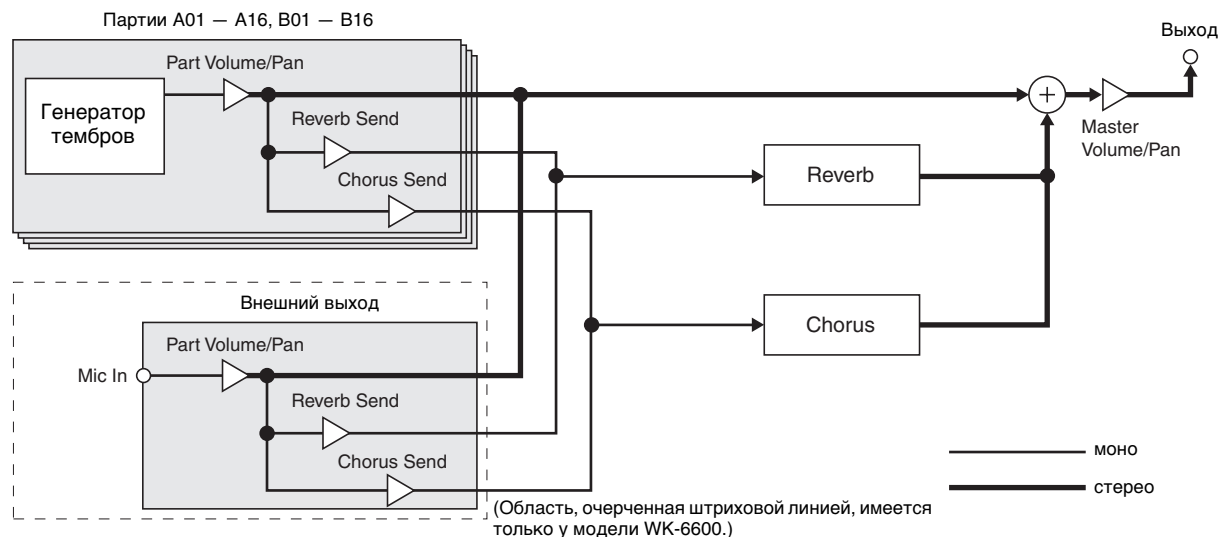 Партии A01 — A16, B01 — B16
Выход
Part Volume/Pan
Генератор
тембров
Reverb Send
Chorus Send
Master
Volume/Pan
Reverb
Внешний выход
Chorus
Part Volume/Pan
Mic In
Reverb Send
Chorus Send
моно
стерео
(Область, очерченная штриховой линией, имеется
только у модели WK-6600.)